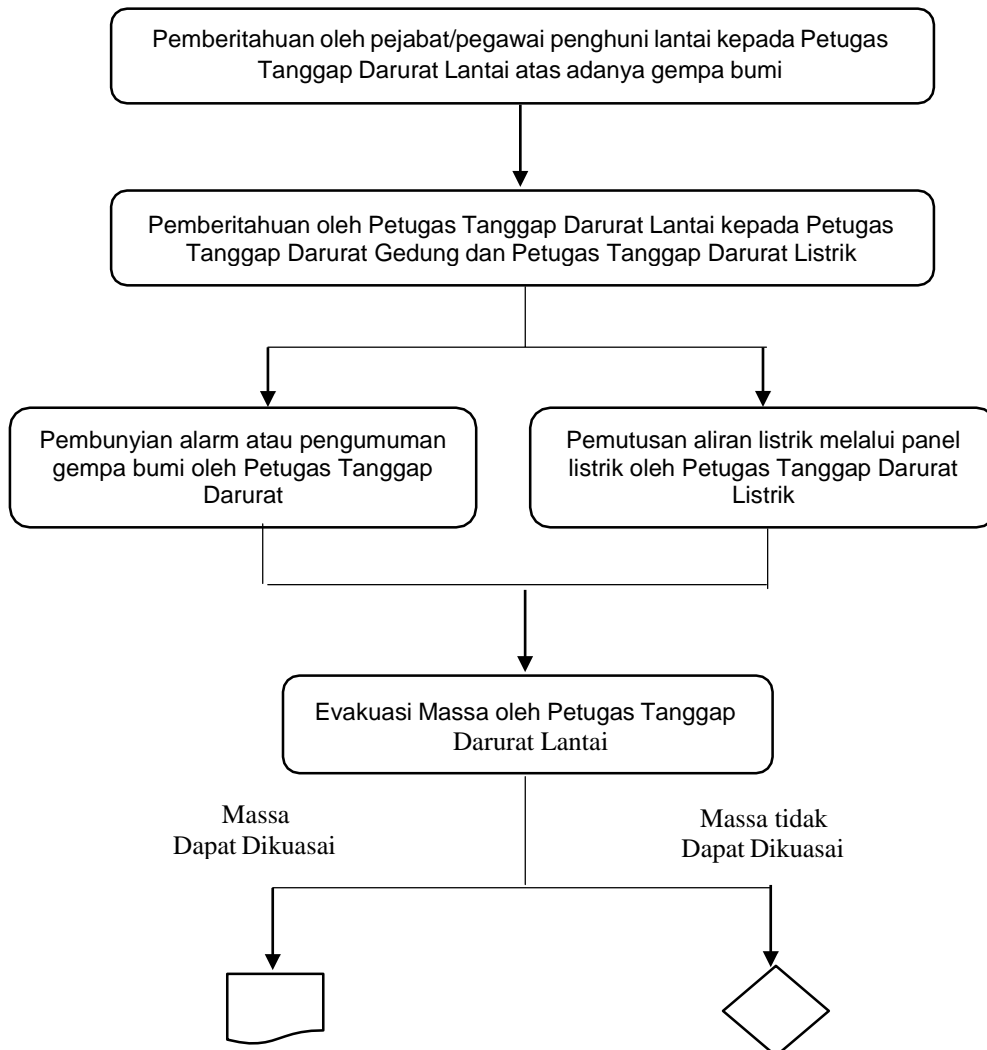 Pemberitahuan oleh pejabat/pegawai penghuni lantai kepada Petugas
Tanggap Darurat Lantai atas adanya gempa bumi
Pemberitahuan oleh Petugas Tanggap Darurat Lantai kepada Petugas
Tanggap Darurat Gedung dan Petugas Tanggap Darurat Listrik
Pembunyian alarm atau pengumuman
gempa bumi oleh Petugas Tanggap
Darurat
Pemutusan aliran listrik melalui panel
listrik oleh Petugas Tanggap Darurat
Listrik
Evakuasi Massa oleh Petugas Tanggap
Darurat Lantai
Massa
Dapat Dikuasai
Massa tidak
Dapat Dikuasai